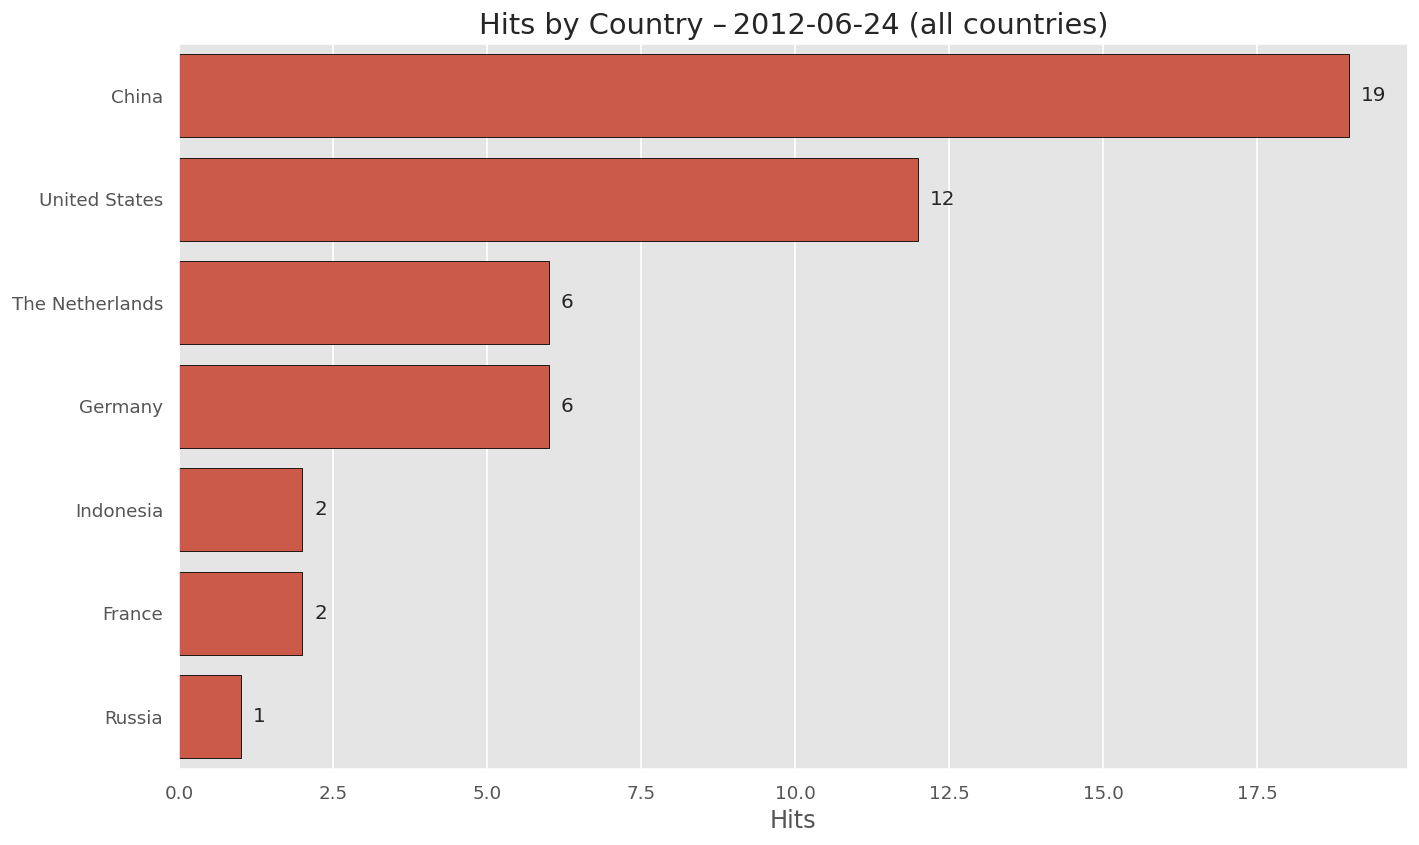 Hits by Country – 2012-06-24 (all countries)
China 19
United States 12
The Netherlands 6
Germany 6
Indonesia 2
France 2
Russia 1
0.0 2.5 5.0 7.5 10.0 12.5 15.0 17.5
Hits